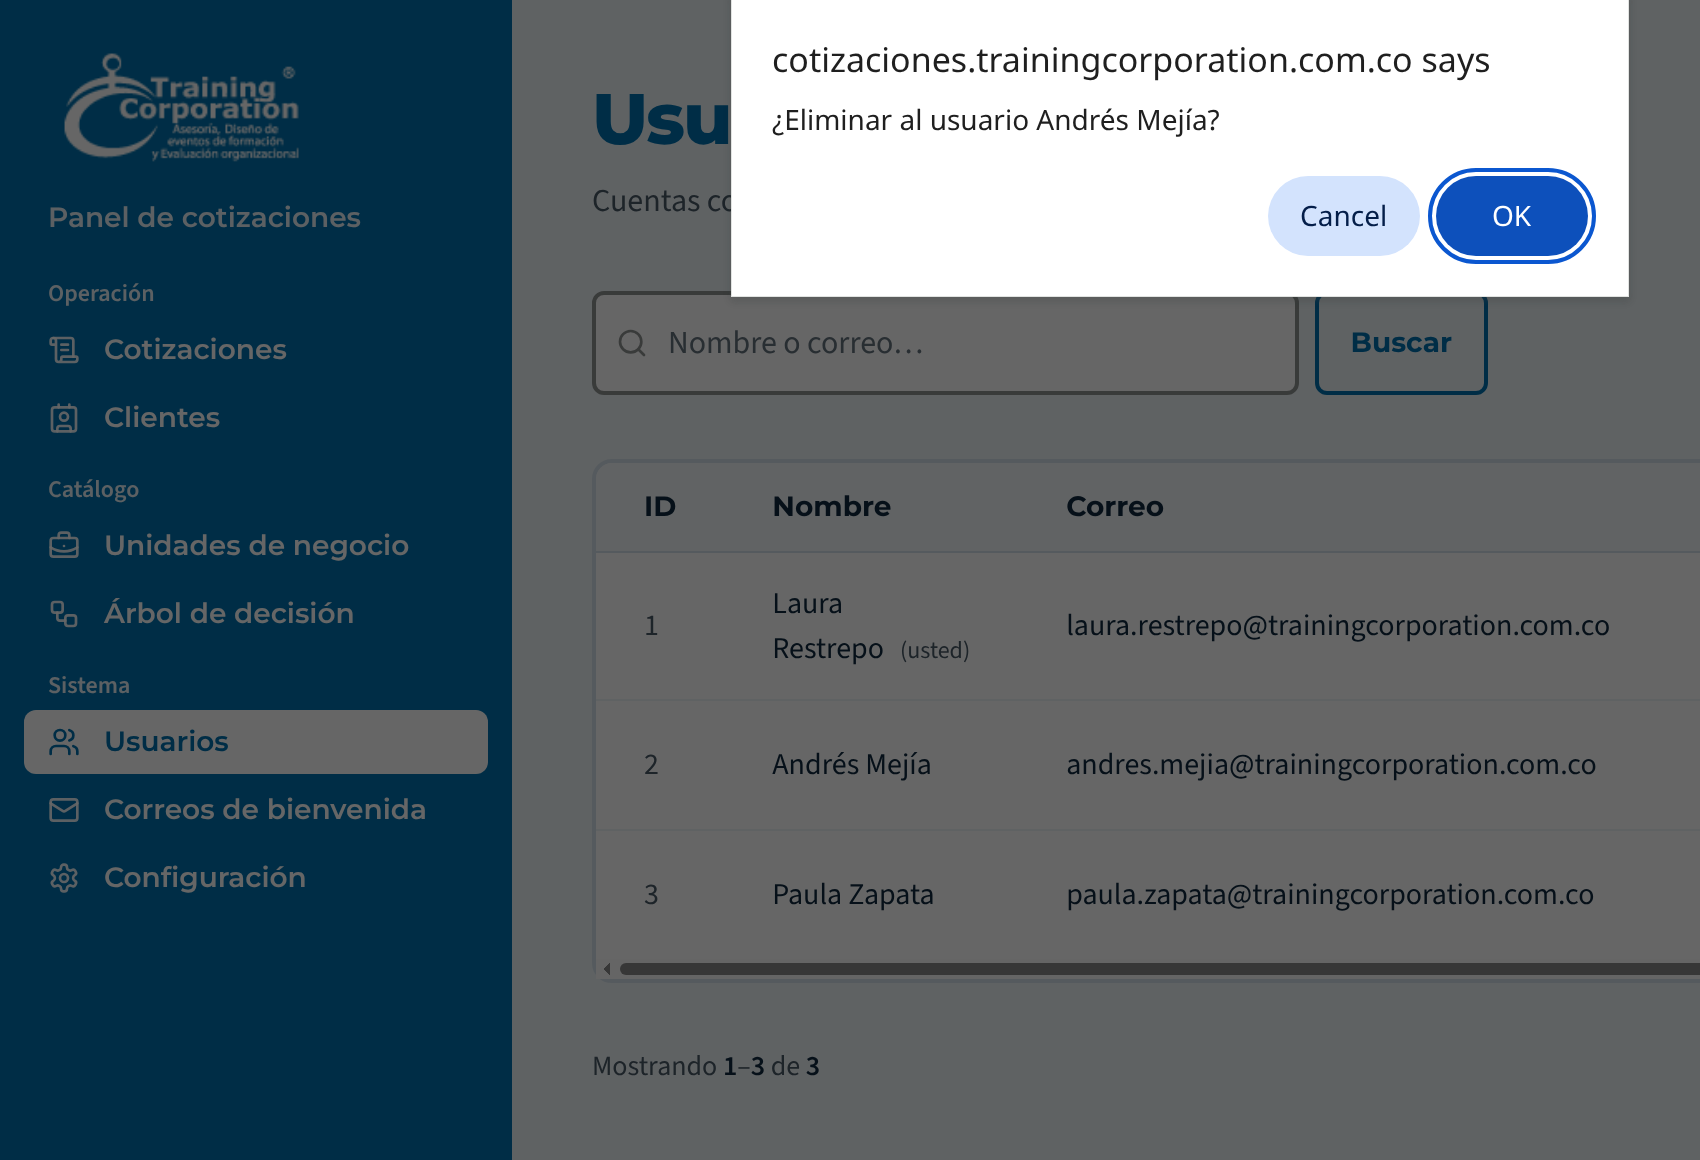 Training®
Corporation
Asesoría, Diseño de
eventos de formación
y Evaluación organizacional
Panel de cotizaciones
Operación
Cotizaciones
Clientes
Catálogo
Unidades de negocio
Árbol de decisión
Sistema
Usuarios
Correos de bienvenida
Configuración
cotizaciones.trainingcorporation.com.co says
¿Eliminar al usuario Andrés Mejía?
Cancel
OK
Usu
Cuentas co
Nombre o correo...
Buscar
ID Nombre Correo
1 Laura Restrepo (usted) laura.restrepo@trainingcorporation.com.co
2 Andrés Mejía andres.mejia@trainingcorporation.com.co
3 Paula Zapata paula.zapata@trainingcorporation.com.co
Mostrando 1–3 de 3